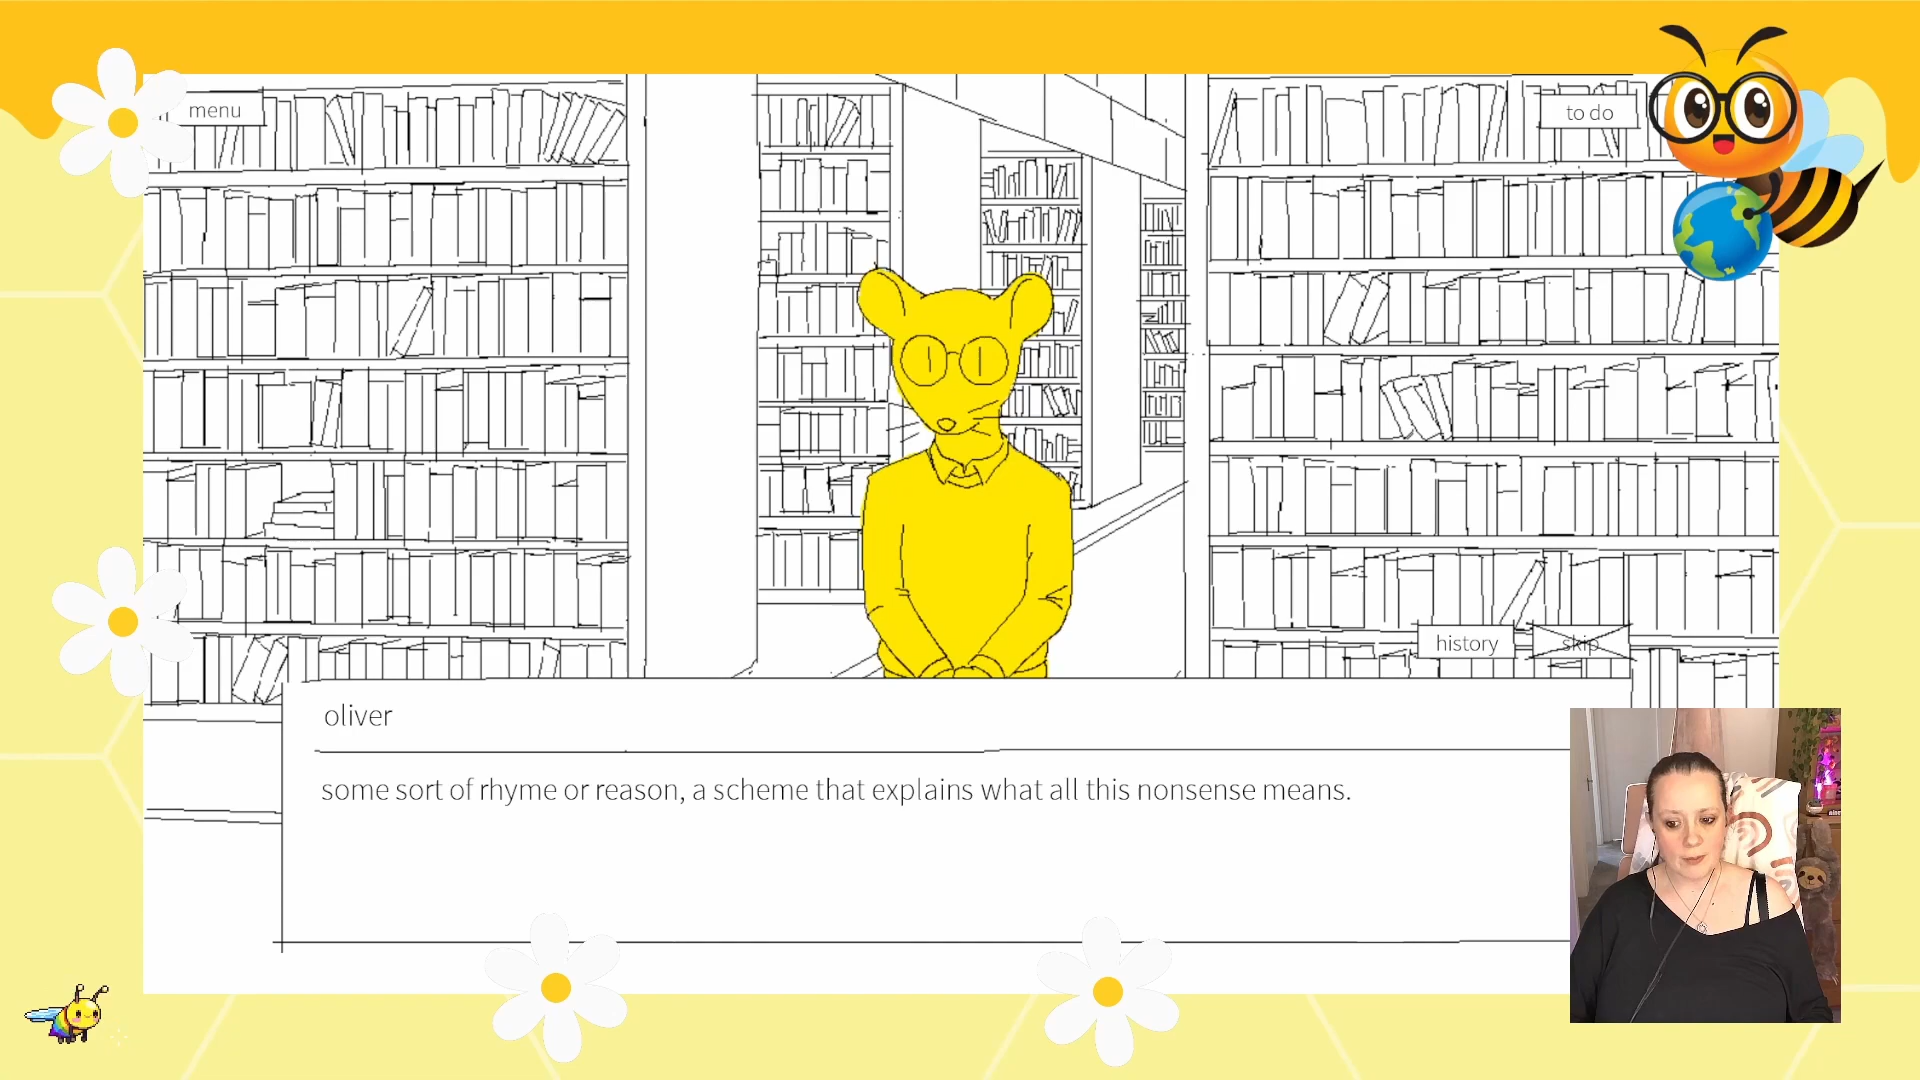 menu
to do
history
skip
oliver
some sort of rhyme or reason, a scheme that explains what all this nonsense means.